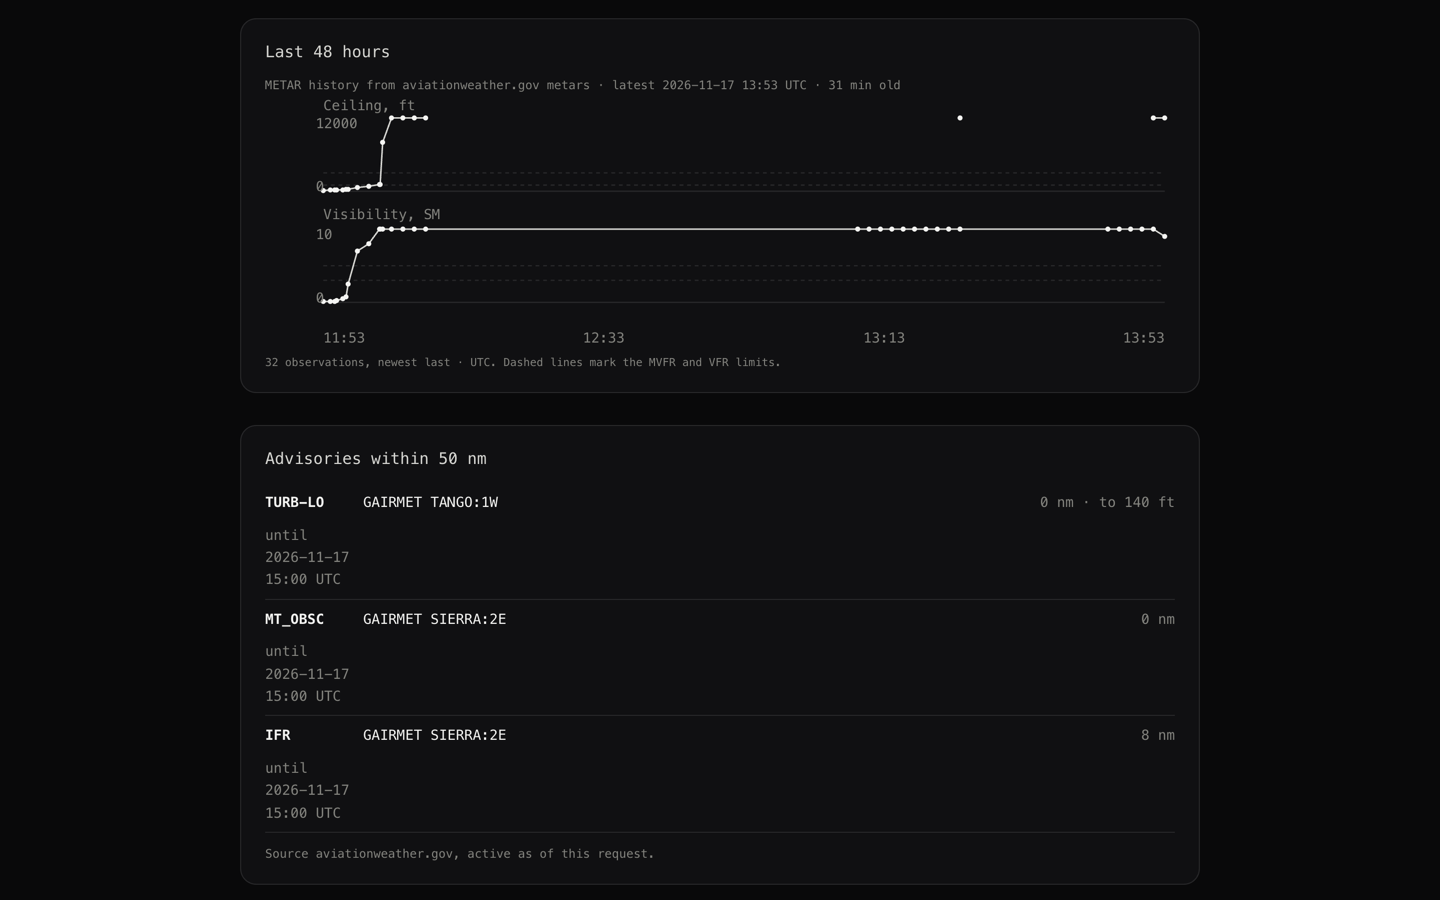 Last 48 hours
METAR history from aviationweather.gov metars · latest 2026-11-17 13:53 UTC · 31 min old
Ceiling, ft
12000
0
Visibility, SM
10
0
11:53 12:33 13:13 13:53
32 observations, newest last · UTC. Dashed lines mark the MVFR and VFR limits.
Advisories within 50 nm
TURB-LO GAIRMET TANGO:1W 0 nm · to 140 ft
until
2026-11-17
15:00 UTC
MT_OBSC GAIRMET SIERRA:2E 0 nm
until
2026-11-17
15:00 UTC
IFR GAIRMET SIERRA:2E 8 nm
until
2026-11-17
15:00 UTC
Source aviationweather.gov, active as of this request.